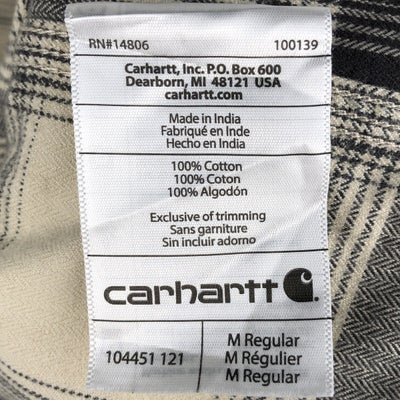 RN#14806 100139
Carhartt, Inc. P.O. Box 600
Dearborn, MI 48121 USA
carhartt.com
Made in India
Fabriqué en Inde
Hecho en India
100% Cotton
100% Coton
100% Algodón
Exclusive of trimming
Sans garniture
Sin incluir adorno
carhartt
M Regular
104451 121 M Régulier
M Regular